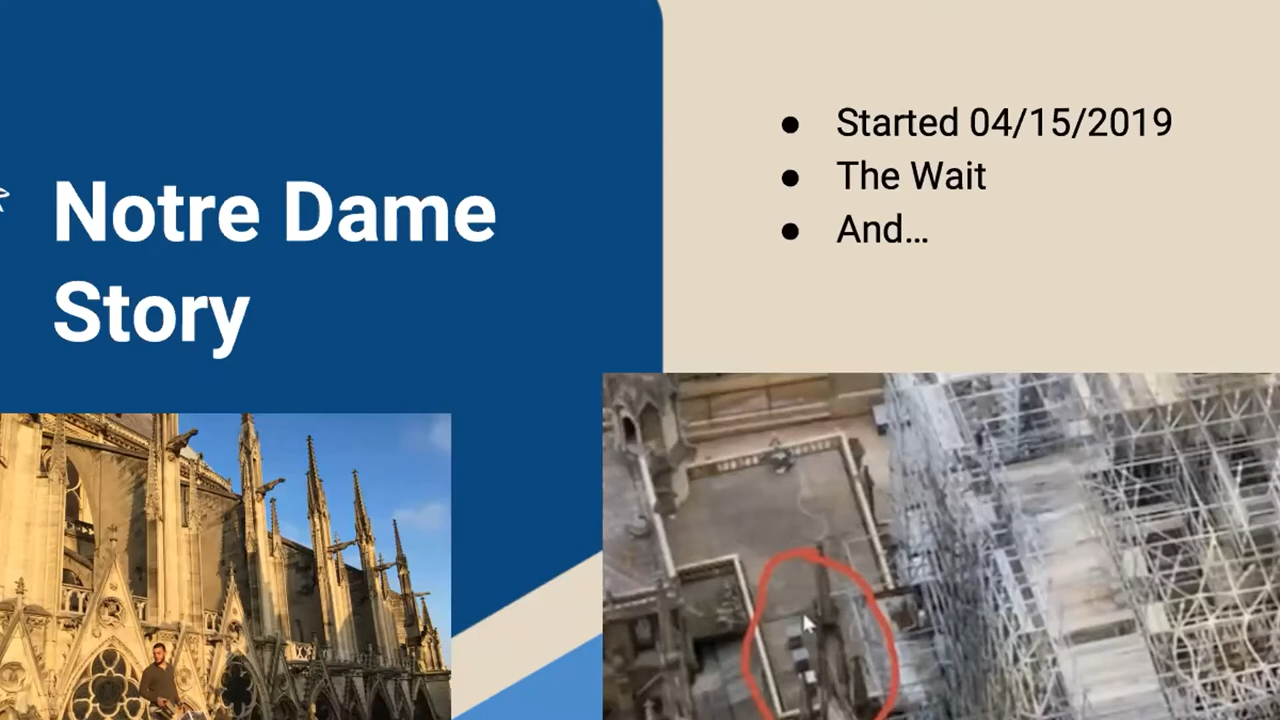 Notre Dame
Story
● Started 04/15/2019
● The Wait
● And…